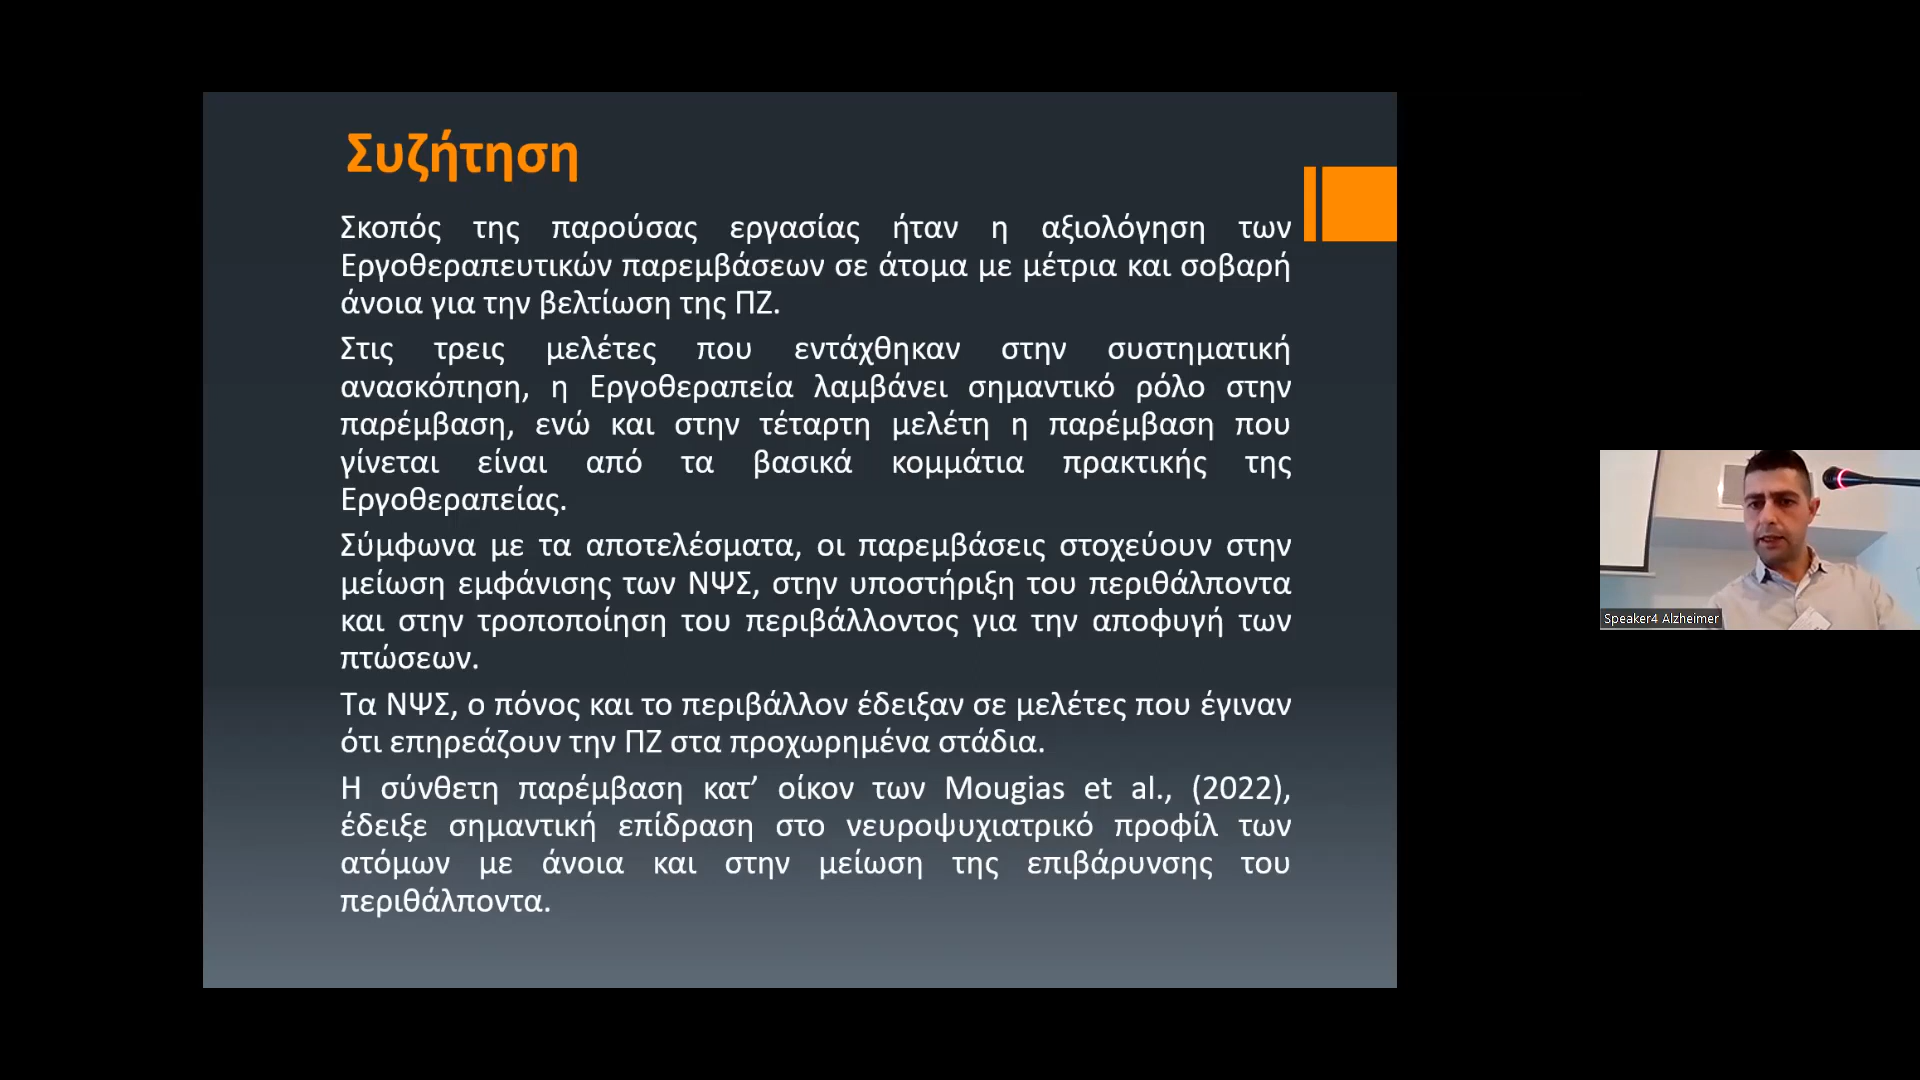 Συζήτηση
Σκοπός της παρούσας εργασίας ήταν η αξιολόγηση των
Εργοθεραπευτικών παρεμβάσεων σε άτομα με μέτρια και σοβαρή
άνοια για την βελτίωση της ΠΖ.
Στις τρεις μελέτες που εντάχθηκαν στην συστηματική
ανασκόπηση, η Εργοθεραπεία λαμβάνει σημαντικό ρόλο στην
παρέμβαση, ενώ και στην τέταρτη μελέτη η παρέμβαση που
γίνεται είναι από τα βασικά κομμάτια πρακτικής της
Εργοθεραπείας.
Σύμφωνα με τα αποτελέσματα, οι παρεμβάσεις στοχεύουν στην
μείωση εμφάνισης των ΝΨΣ, στην υποστήριξη του περιθάλποντα
και στην τροποποίηση του περιβάλλοντος για την αποφυγή των
πτώσεων.
Τα ΝΨΣ, ο πόνος και το περιβάλλον έδειξαν σε μελέτες που έγιναν
ότι επηρεάζουν την ΠΖ στα προχωρημένα στάδια.
Η σύνθετη παρέμβαση κατ’ οίκον των Mougias et al., (2022),
έδειξε σημαντική επίδραση στο νευροψυχιατρικό προφίλ των
ατόμων με άνοια και στην μείωση της επιβάρυνσης του
περιθάλποντα.
Speaker4 Alzheimer